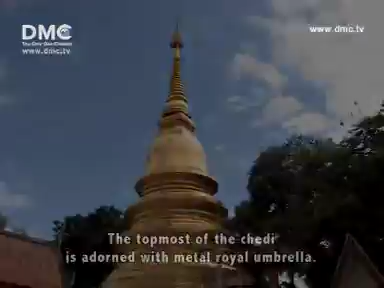 DMC
www.dmc.tv
www.dmc.tv
The topmost of the chedi
is adorned with metal royal umbrella.